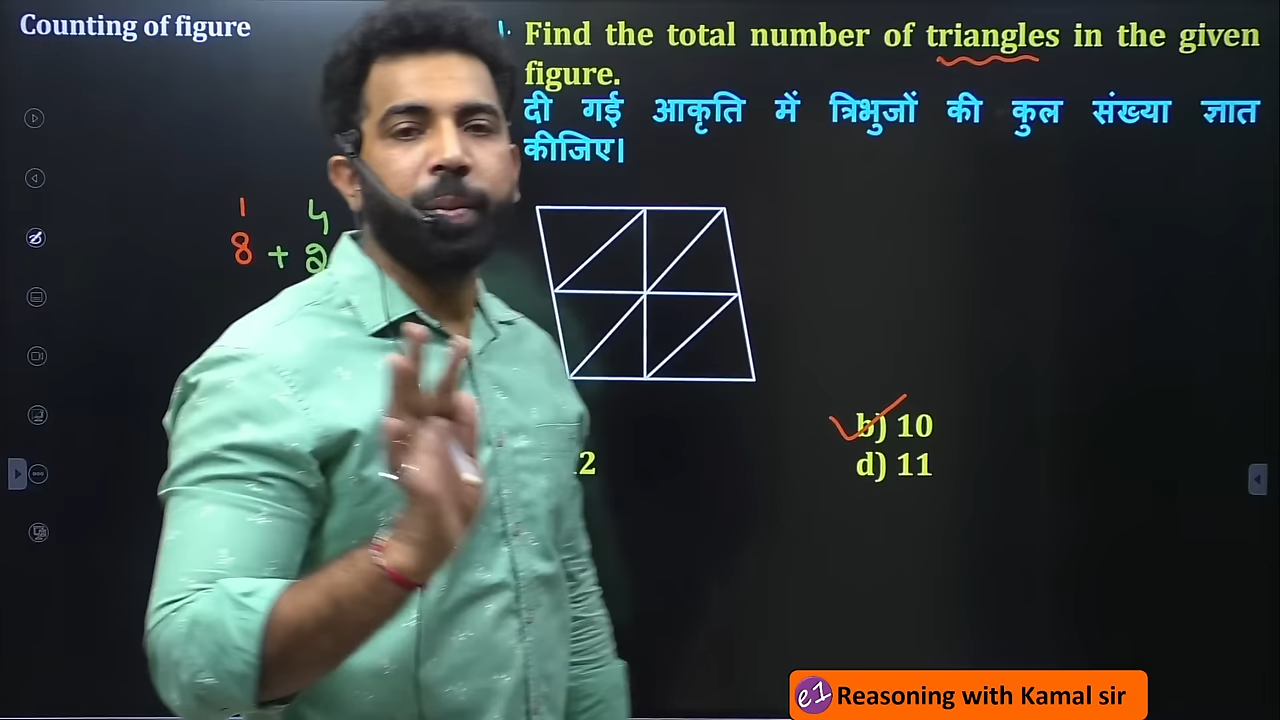 Counting of figure
Find the total number of triangles in the given
figure.
दी गई आकृति में त्रिभुजों की कुल संख्या ज्ञात
कीजिए।
1 4
8 + 2
b) 10
2
d) 11
e1 Reasoning with Kamal sir